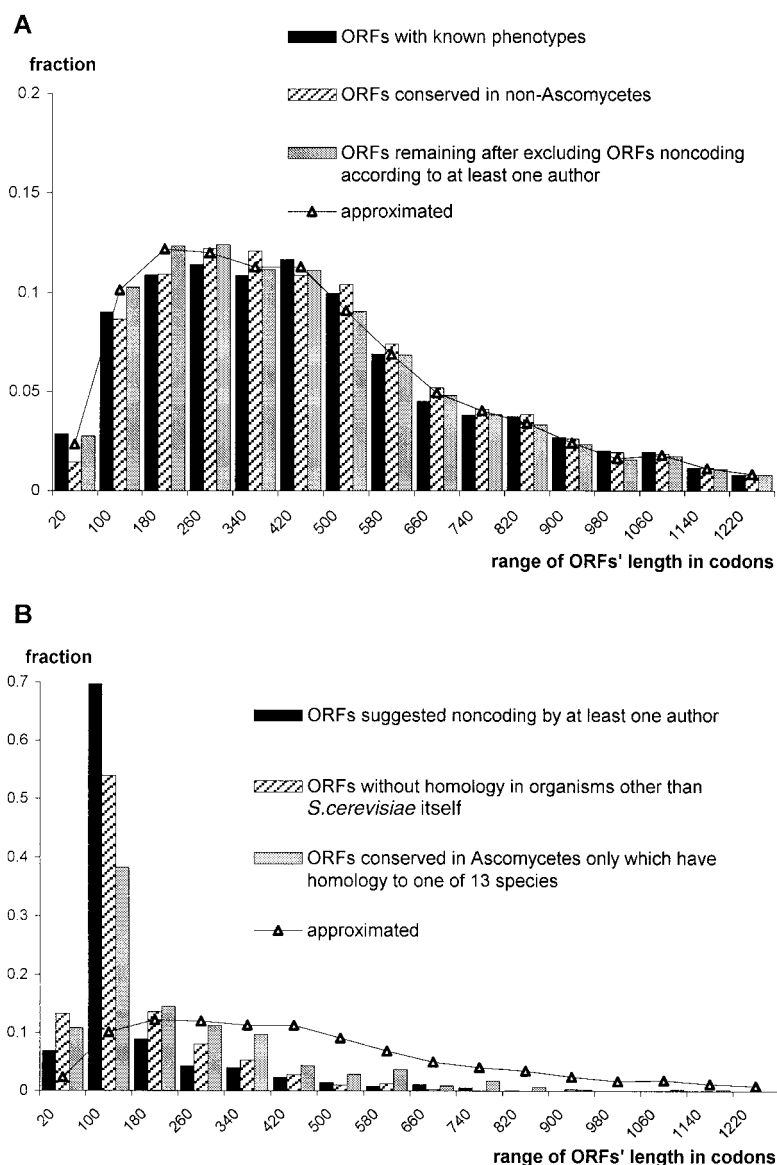 A
ORFs with known phenotypes
fraction
0.2
ORFs conserved in non-Ascomycetes
ORFs remaining after excluding ORFs noncoding
according to at least one author
0.15
approximated
0.1
0.05
0
20 100 180 260 340 420 500 580 660 740 820 900 980 1060 1140 1220
range of ORFs' length in codons
B
fraction
0.7
ORFs suggested noncoding by at least one author
0.6
ORFs without homology in organisms other than
S.cerevisiae itself
0.5
ORFs conserved in Ascomycetes only which have
homology to one of 13 species
0.4
approximated
0.3
0.2
0.1
0
20 100 180 260 340 420 500 580 660 740 820 900 980 1060 1140 1220
range of ORFs' length in codons